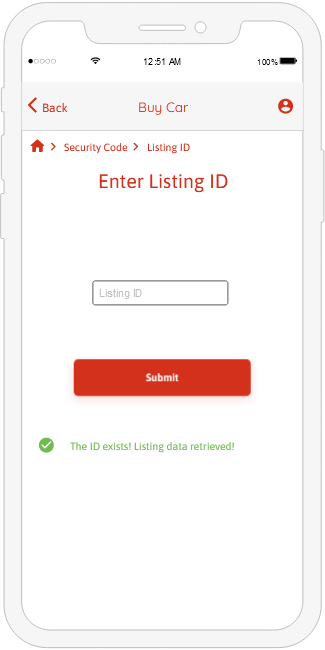 12:51 AM
100%
Back
Buy Car
Security Code
Listing ID
Enter Listing ID
Listing ID
Submit
The ID exists! Listing data retrieved!